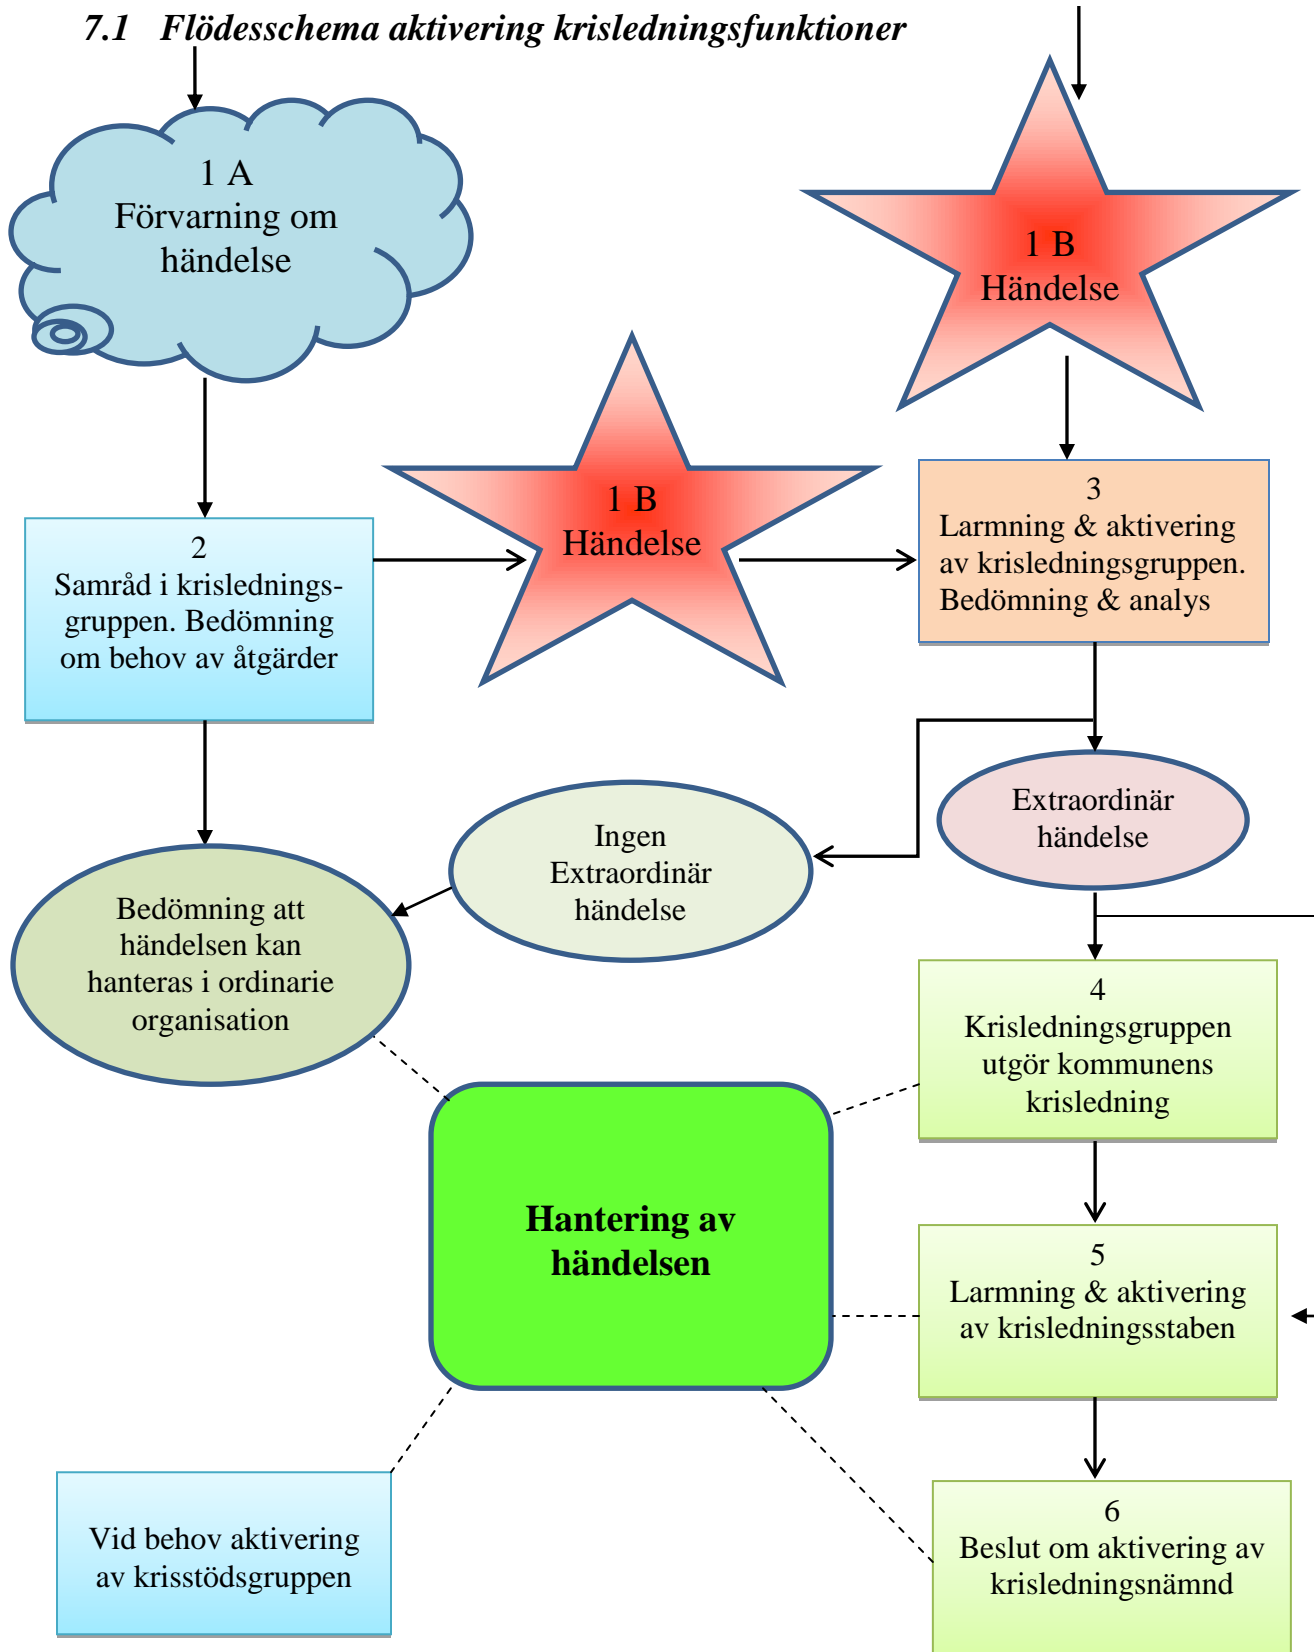 7.1 Flödesschema aktivering krisledningsfunktioner
1 A
Förvarning om
händelse
1 B
Händelse
1 B
Händelse
2
Samråd i krislednings-
gruppen. Bedömning
om behov av åtgärder
3
Larmning & aktivering
av krisledningsgruppen.
Bedömning & analys
Extraordinär
händelse
Ingen
Extraordinär
händelse
Bedömning att
händelsen kan
hanteras i ordinarie
organisation
4
Krisledningsgruppen
utgör kommunens
krisledning
Hantering av
händelsen
5
Larmning & aktivering
av krisledningsstaben
Vid behov aktivering
av krisstödsgruppen
6
Beslut om aktivering av
krisledningsnämnd